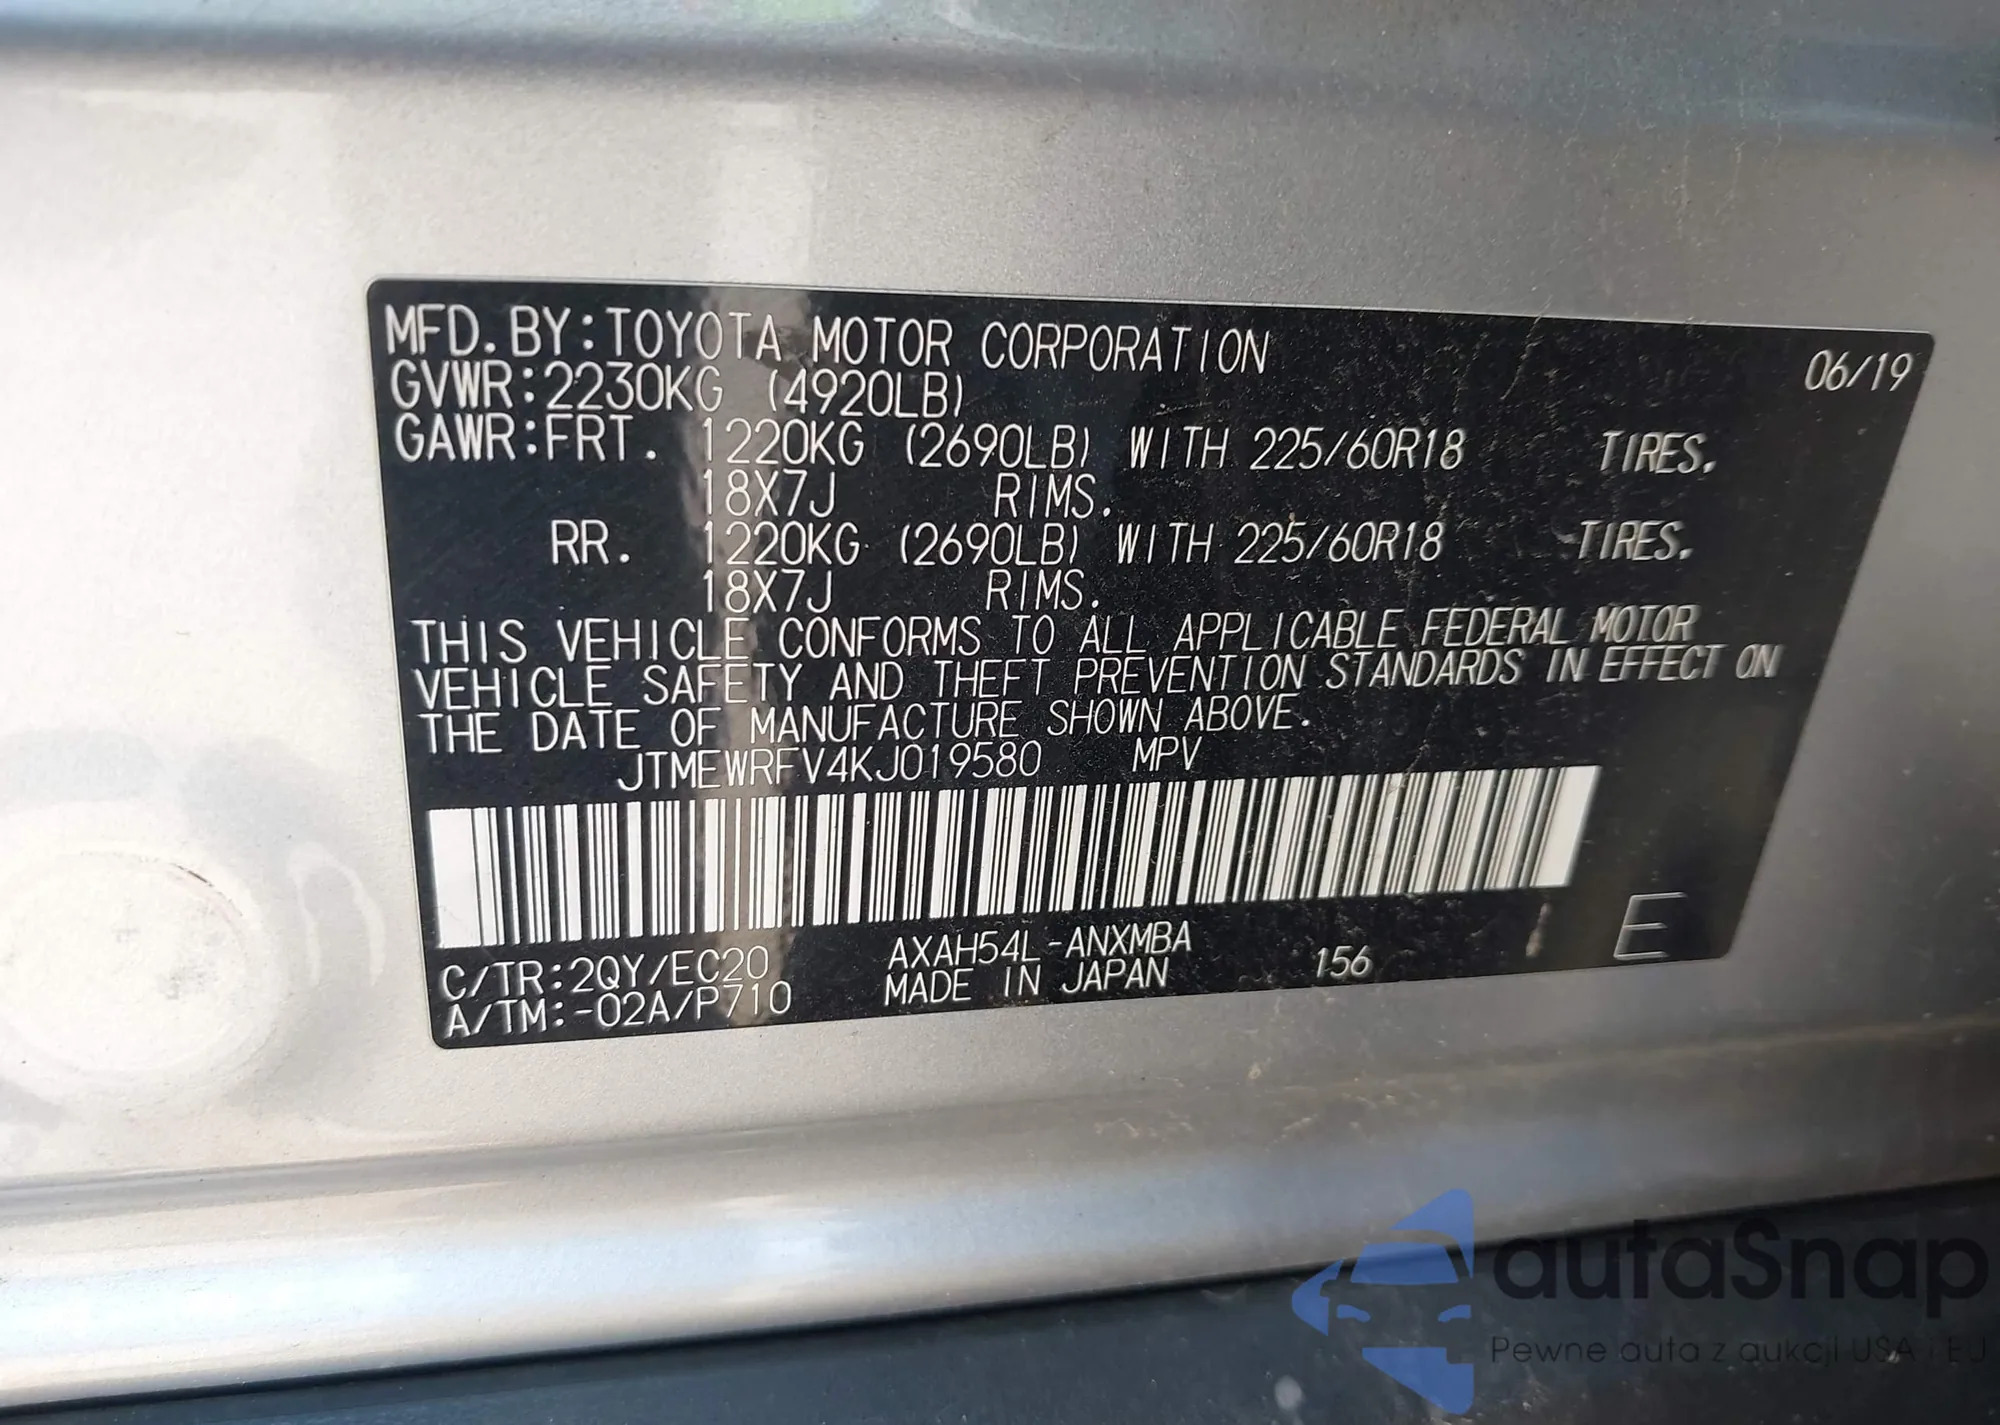 MFD. BY:TOYOTA MOTOR CORPORATION 06/19
GVWR:2230KG (4920LB)
GAWR:FRT. 1220KG (2690LB) WITH 225/60R18 TIRES,
18X7J RIMS.
RR. 1220KG (2690LB) WITH 225/60R18 TIRES,
18X7J RIMS.
THIS VEHICLE CONFORMS TO ALL APPLICABLE FEDERAL MOTOR
VEHICLE SAFETY AND THEFT PREVENTION STANDARDS IN EFFECT ON
THE DATE OF MANUFACTURE SHOWN ABOVE.
JTMEWRFV4KJ019580 MPV
C/TR:2QY/EC20 AXAH54L-ANXMBA
A/TM:-02A/P710 MADE IN JAPAN 156 E
autaSnap
Pewne auta z aukcji USA i EU